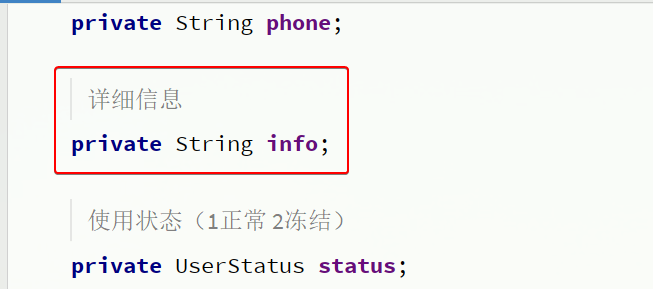 private String phone;
详细信息
private String info;
使用状态（1正常 2冻结）
private UserStatus status;